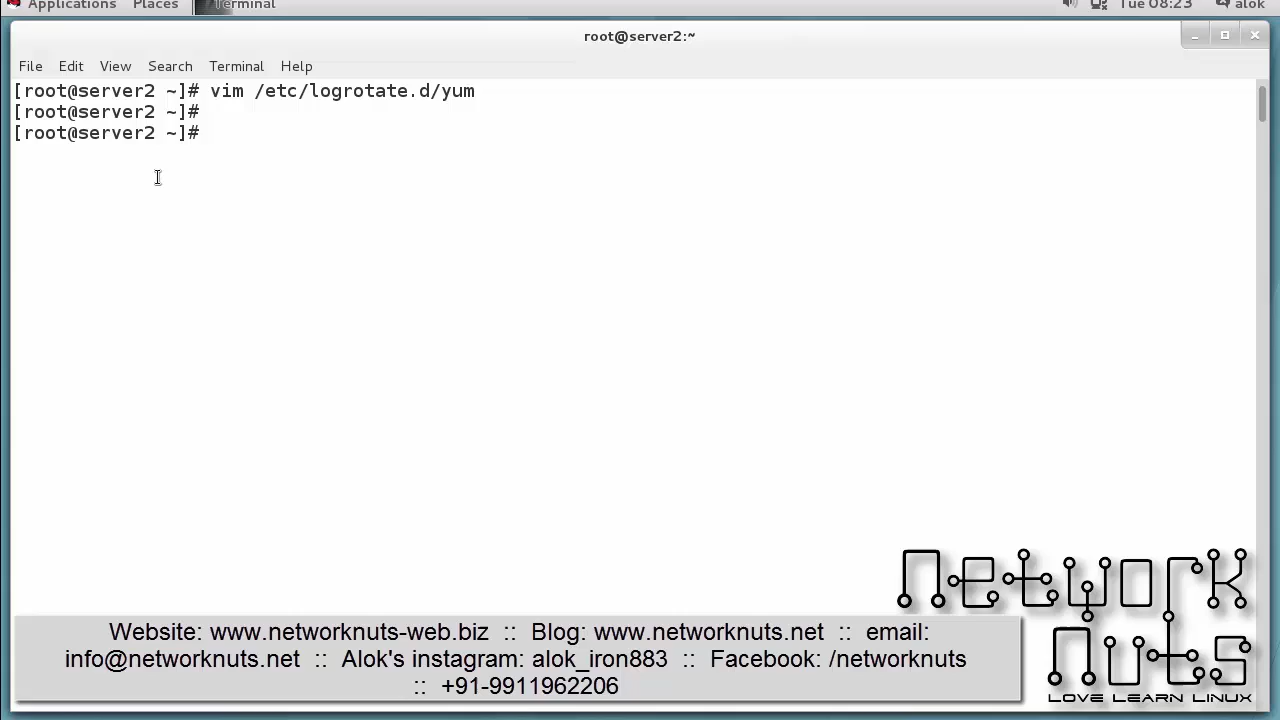 Applications Places Terminal Tue 08:23 alok
root@server2:~
File Edit View Search Terminal Help
[root@server2 ~]# vim /etc/logrotate.d/yum
[root@server2 ~]#
[root@server2 ~]#
network
nuts
LOVE LEARN LINUX
Website: www.networknuts-web.biz :: Blog: www.networknuts.net :: email:
info@networknuts.net :: Alok's instagram: alok_iron883 :: Facebook: /networknuts
:: +91-9911962206